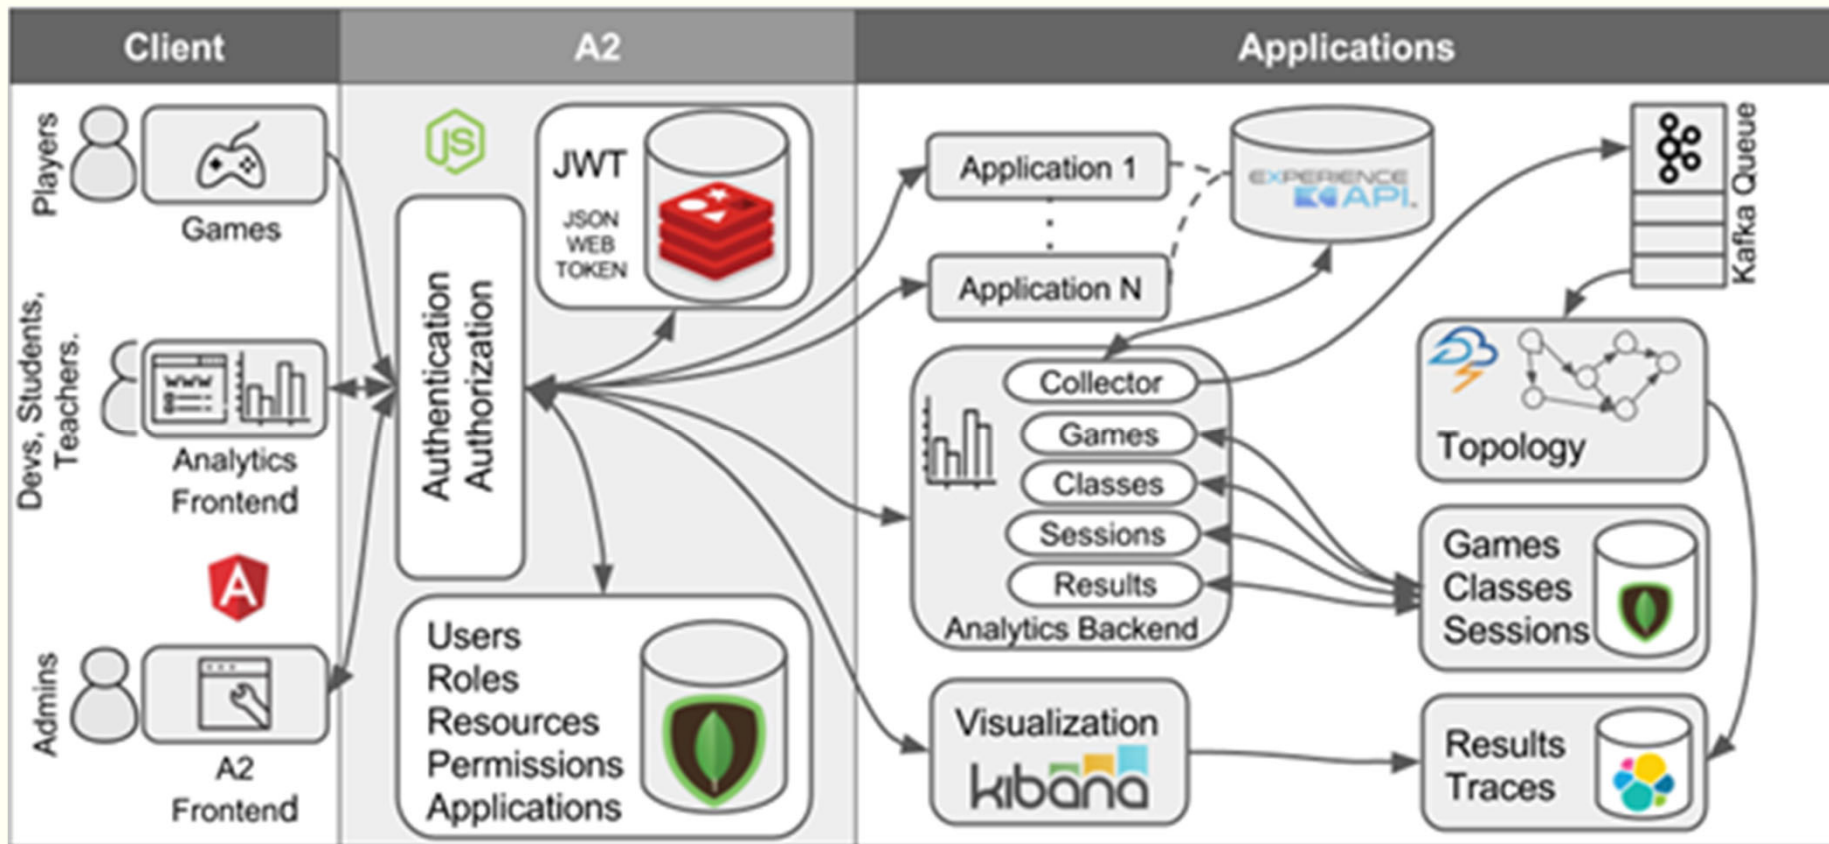 Client
A2
Applications
Players
Games
Devs, Students,
Teachers.
Analytics
Frontend
Admins
A2
Frontend
JS
Authentication
Authorization
JWT
JSON
WEB
TOKEN
Users
Roles
Resources
Permissions
Applications
Application 1
Application N
EXPERIENCE
API
Kafka Queue
Collector
Games
Classes
Sessions
Results
Analytics Backend
Topology
Games
Classes
Sessions
Visualization
kibana
Results
Traces